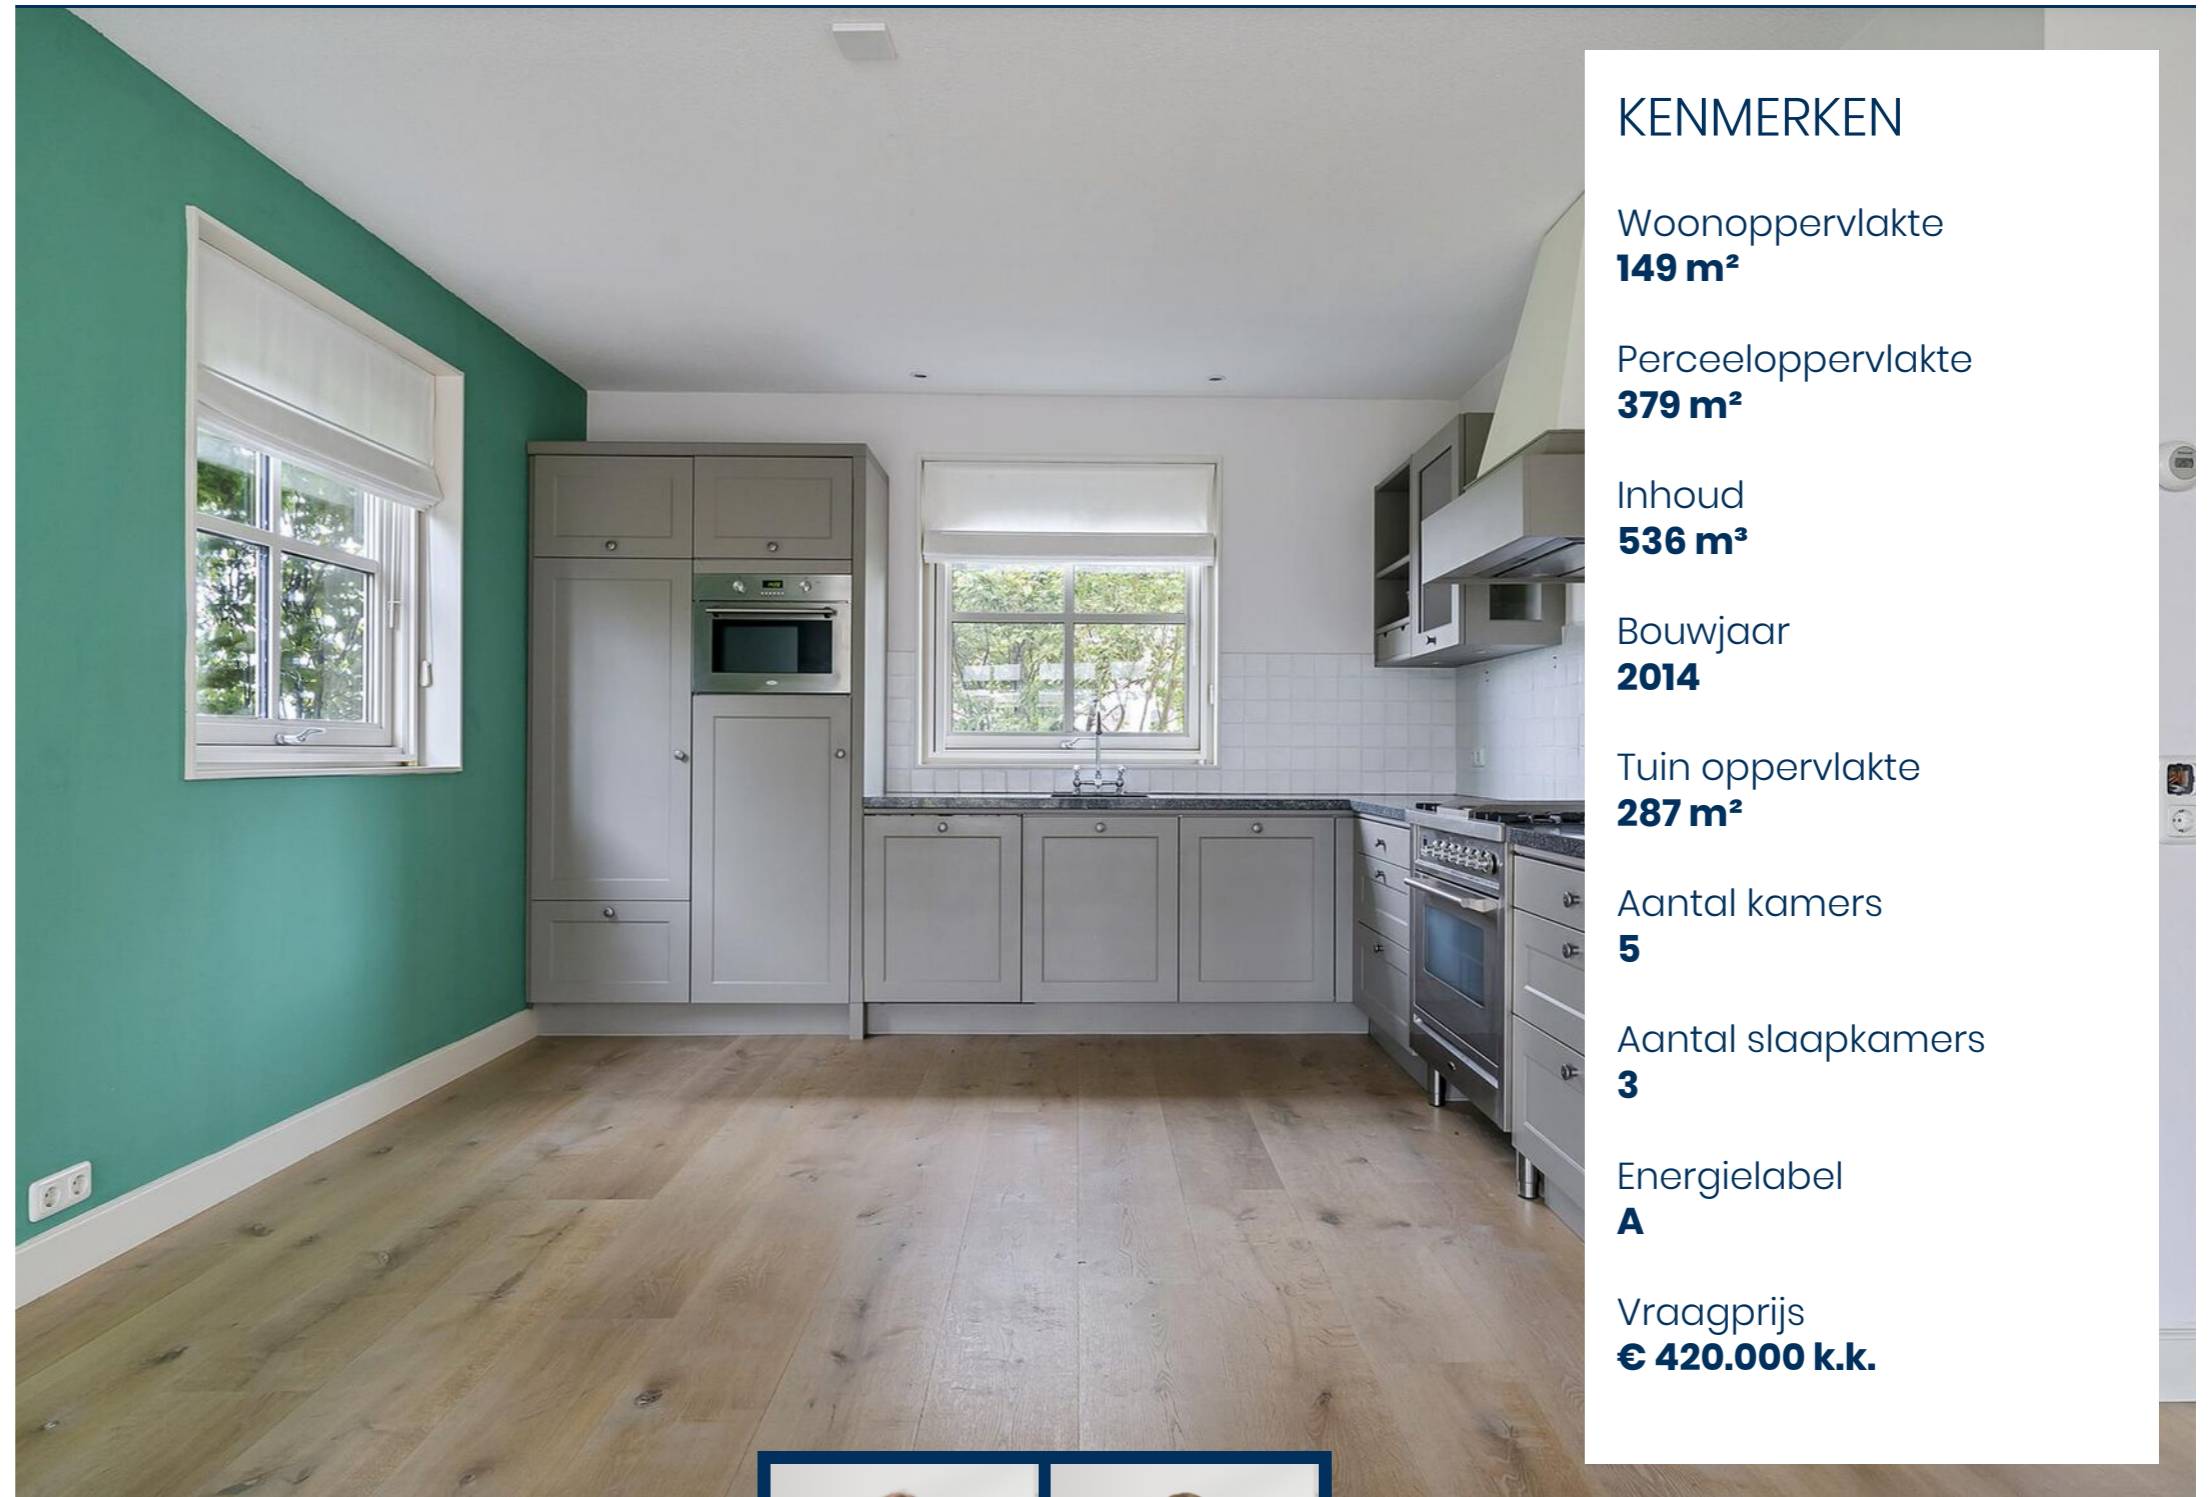 KENMERKEN
Woonoppervlakte
149 m²
Perceeloppervlakte
379 m²
Inhoud
536 m³
Bouwjaar
2014
Tuin oppervlakte
287 m²
Aantal kamers
5
Aantal slaapkamers
3
Energielabel
A
Vraagprijs
€ 420.000 k.k.